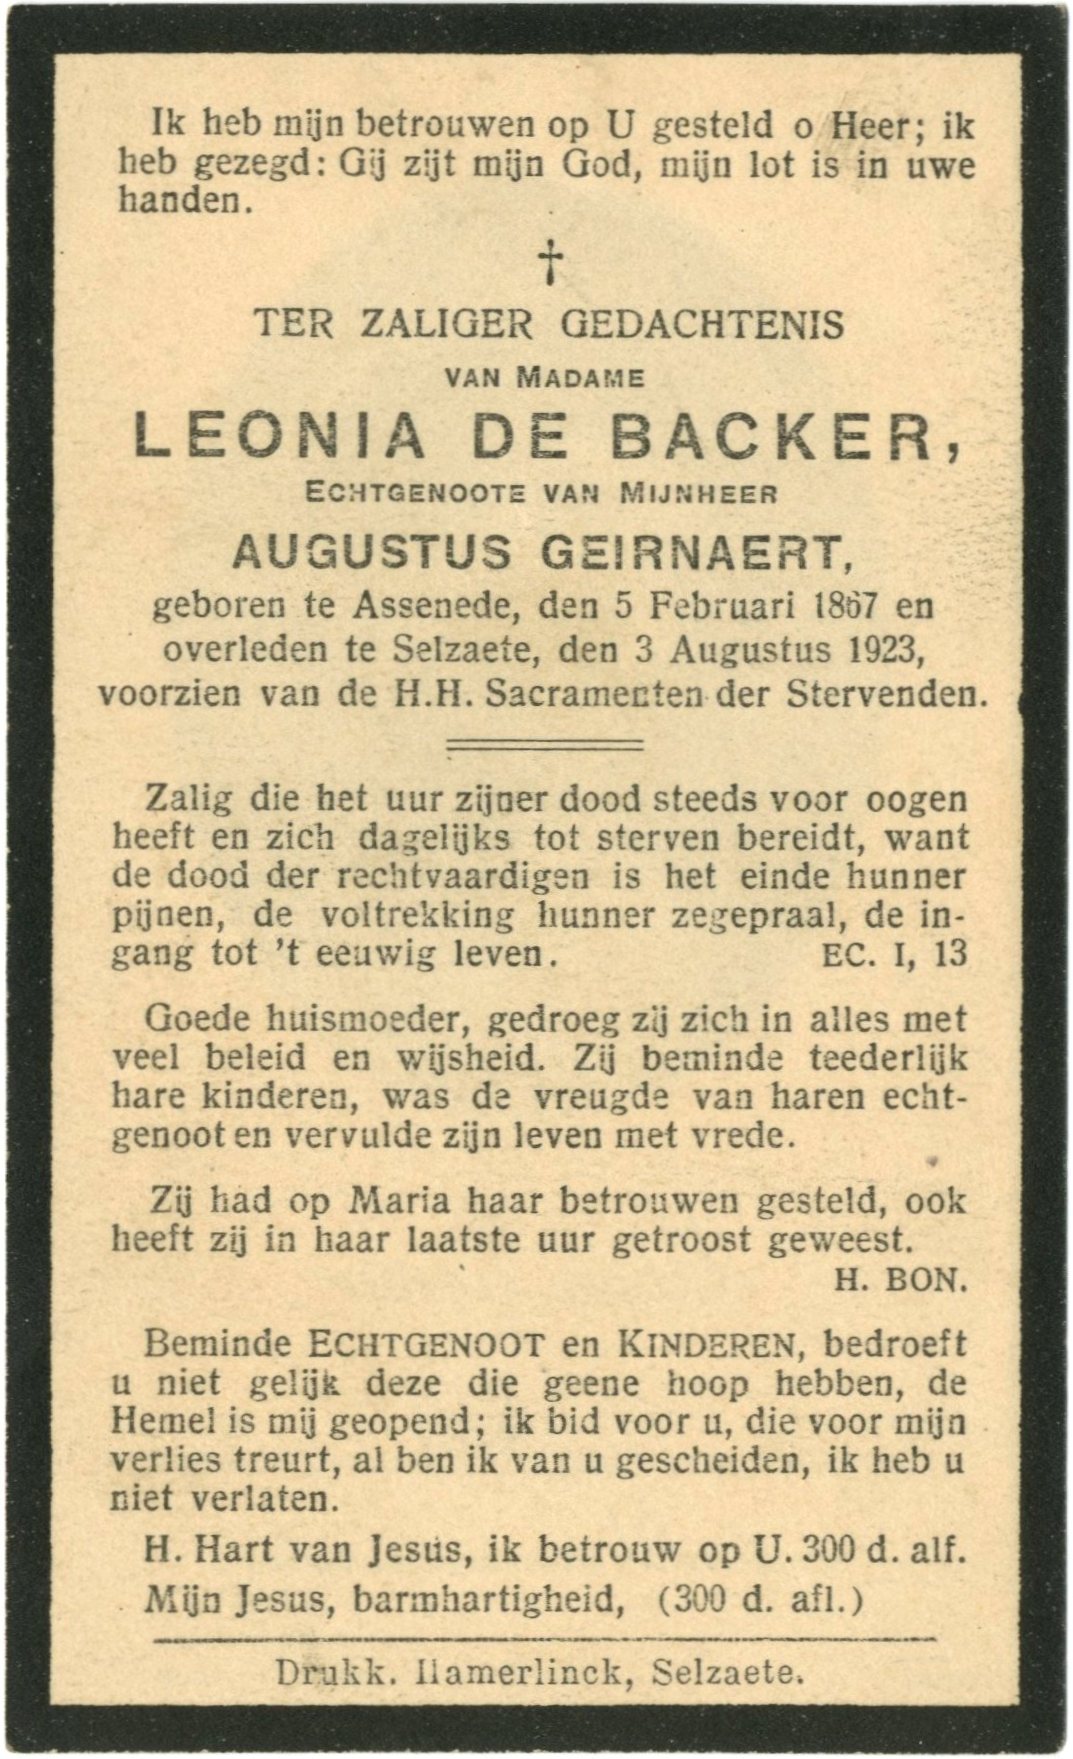 Ik heb mijn betrouwen op U gesteld o Heer; ik
heb gezegd: Gij zijt mijn God, mijn lot is in uwe
handen.
†
TER ZALIGER GEDACHTENIS
VAN MADAME
LEONIA DE BACKER,
ECHTGENOOTE VAN MIJNHEER
AUGUSTUS GEIRNAERT,
geboren te Assenede, den 5 Februari 1867 en
overleden te Selzaete, den 3 Augustus 1923,
voorzien van de H.H. Sacramenten der Stervenden.
Zalig die het uur zijner dood steeds voor oogen
heeft en zich dagelijks tot sterven bereidt, want
de dood der rechtvaardigen is het einde hunner
pijnen, de voltrekking hunner zegepraal, de in-
gang tot 't eeuwig leven. EC. I, 13
Goede huismoeder, gedroeg zij zich in alles met
veel beleid en wijsheid. Zij beminde teederlijk
hare kinderen, was de vreugde van haren echt-
genoot en vervulde zijn leven met vrede.
Zij had op Maria haar betrouwen gesteld, ook
heeft zij in haar laatste uur getroost geweest.
H. BON.
Beminde ECHTGENOOT en KINDEREN, bedroeft
u niet gelijk deze die geene hoop hebben, de
Hemel is mij geopend; ik bid voor u, die voor mijn
verlies treurt, al ben ik van u gescheiden, ik heb u
niet verlaten.
H. Hart van Jesus, ik betrouw op U. 300 d. alf.
Mijn Jesus, barmhartigheid, (300 d. afl.)
Drukk. Hamerlinck, Selzaete.